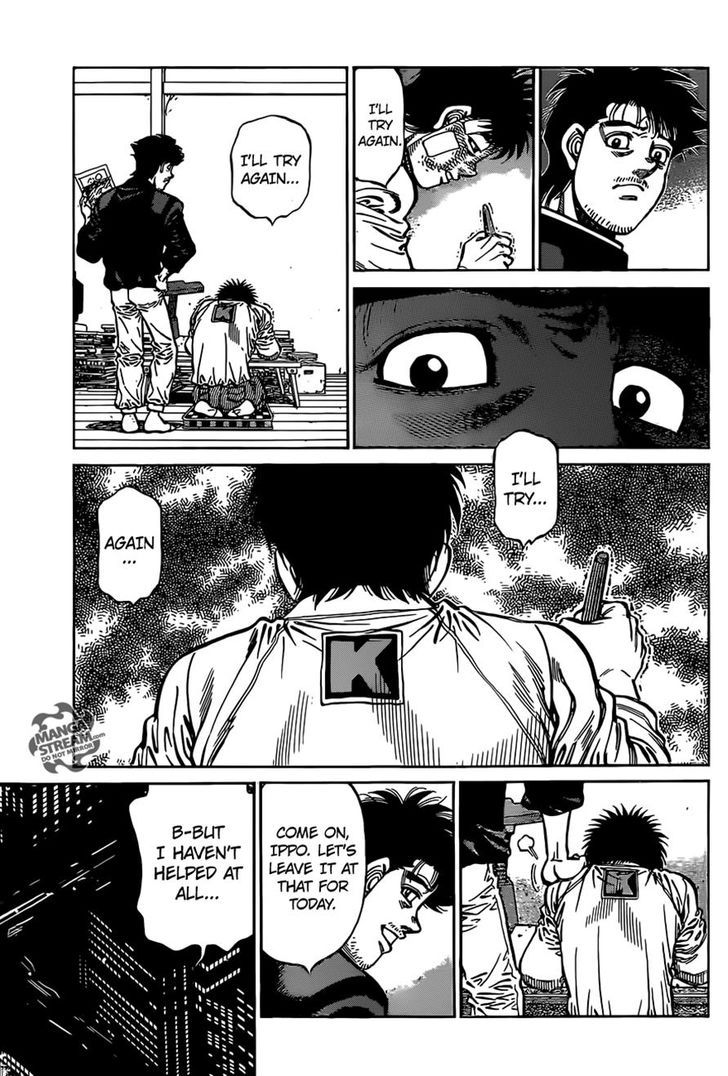 I'LL
TRY
AGAIN.
I'LL TRY
AGAIN...
K
I'LL
TRY...
AGAIN
...
K
MANGA
STREAM.com
DO NOT MIRROR
K
COME ON,
IPPO. LET'S
LEAVE IT AT
THAT FOR
TODAY.
B-BUT
I HAVEN'T
HELPED AT
ALL...